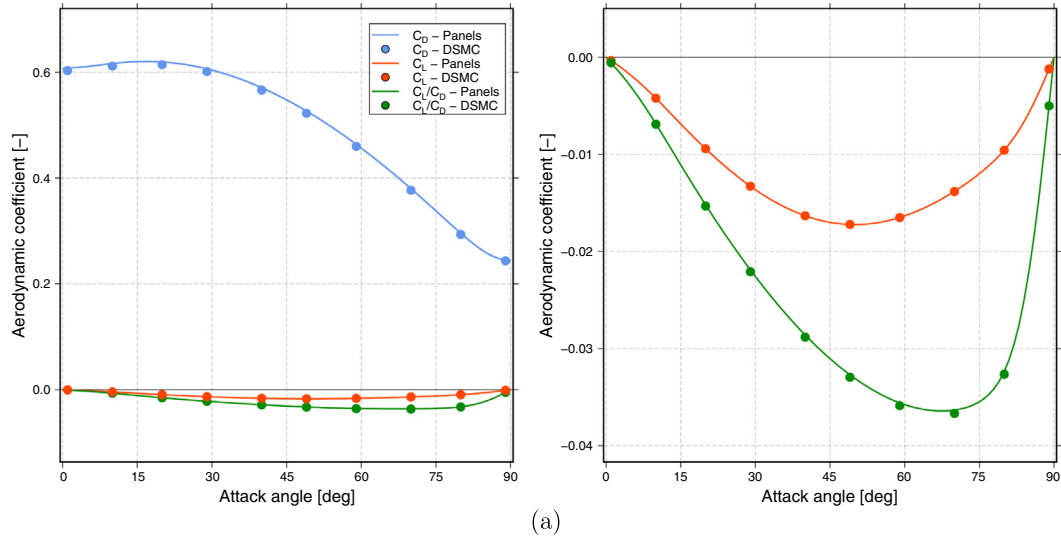 C_D – Panels
C_D – DSMC
C_L – Panels
C_L – DSMC
C_L/C_D – Panels
C_L/C_D – DSMC
Aerodynamic coefficient [–]
0.6
0.4
0.2
0.0
0 15 30 45 60 75 90
Attack angle [deg]
Aerodynamic coefficient [–]
0.00
−0.01
−0.02
−0.03
−0.04
0 15 30 45 60 75 90
Attack angle [deg]
(a)